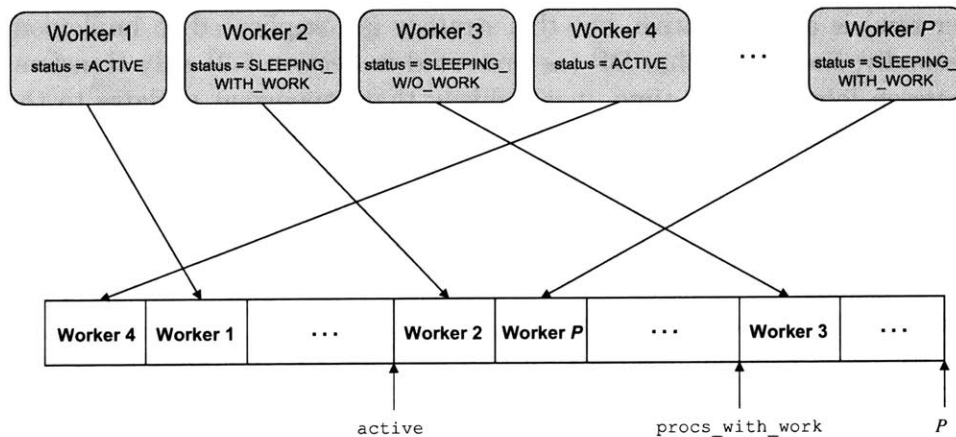 Worker 1
status = ACTIVE
Worker 2
status = SLEEPING_
WITH_WORK
Worker 3
status = SLEEPING_
W/O_WORK
Worker 4
status = ACTIVE
...
Worker P
status = SLEEPING_
WITH_WORK
Worker 4
Worker 1
...
Worker 2
Worker P
...
Worker 3
...
active
procs_with_work
P